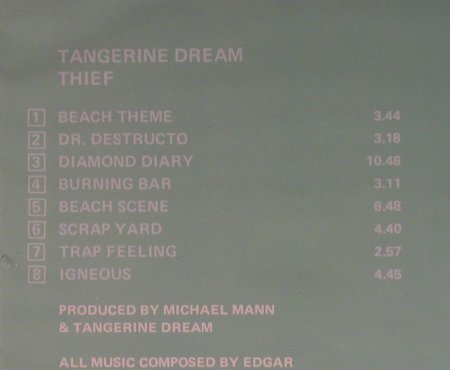 TANGERINE DREAM
THIEF
1 BEACH THEME 3.44
2 DR. DESTRUCTO 3.18
3 DIAMOND DIARY 10.48
4 BURNING BAR 3.11
5 BEACH SCENE 6.48
6 SCRAP YARD 4.40
7 TRAP FEELING 2.57
8 IGNEOUS 4.45
PRODUCED BY MICHAEL MANN
& TANGERINE DREAM
ALL MUSIC COMPOSED BY EDGAR